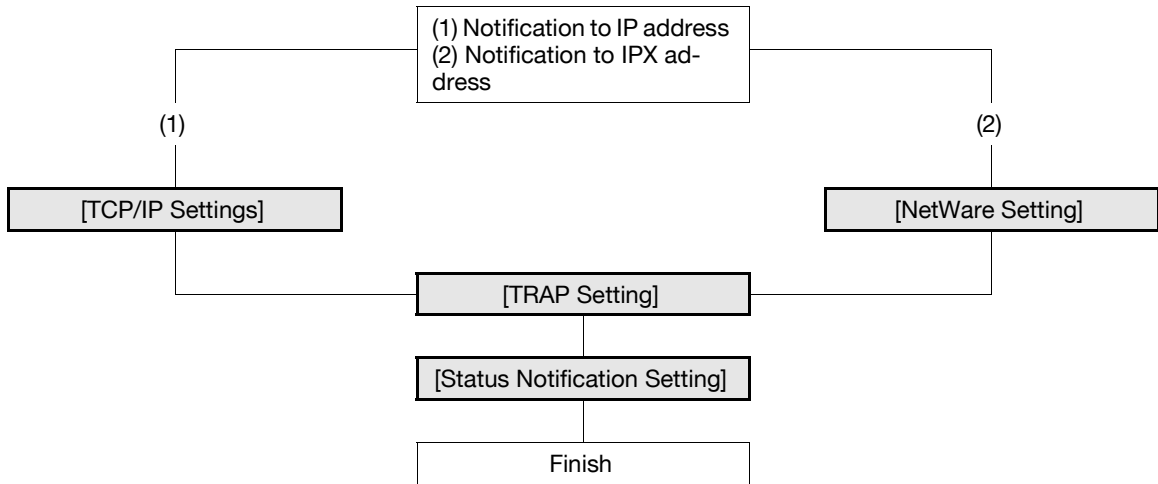 (1) Notification to IP address
(2) Notification to IPX ad-
dress
(1)
(2)
[TCP/IP Settings]
[NetWare Setting]
[TRAP Setting]
[Status Notification Setting]
Finish